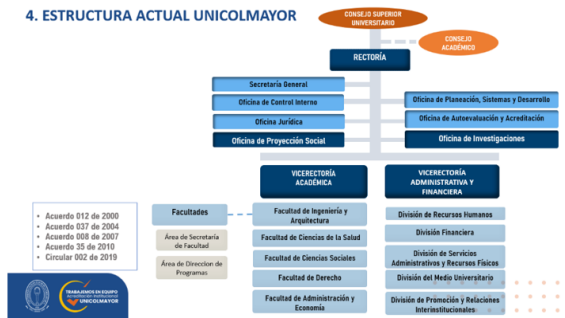 4. ESTRUCTURA ACTUAL UNICOLMAYOR
CONSEJO SUPERIOR
UNIVERSITARIO
CONSEJO
ACADÉMICO
RECTORÍA
Secretaría General
Oficina de Control Interno
Oficina Jurídica
Oficina de Proyección Social
Oficina de Planeación, Sistemas y Desarrollo
Oficina de Autoevaluación y Acreditación
Oficina de Investigaciones
VICERECTORÍA
ACADÉMICA
VICERECTORÍA
ADMINISTRATIVA Y
FINANCIERA
Facultades
Área de Secretaría
de Facultad
Área de Direccion de
Programas
Facultad de Ingeniería y
Arquitectura
Facultad de Ciencias de la Salud
Facultad de Ciencias Sociales
Facultad de Derecho
Facultad de Administración y
Economía
División de Recursos Humanos
División Financiera
División de Servicios
Administrativos y Recursos Físicos
División del Medio Universitario
División de Promoción y Relaciones
Interinstitucionales
Acuerdo 012 de 2000
Acuerdo 037 de 2004
Acuerdo 008 de 2007
Acuerdo 35 de 2010
Circular 002 de 2019
TRABAJEMOS EN EQUIPO
Acreditación Institucional
UNICOLMAYOR